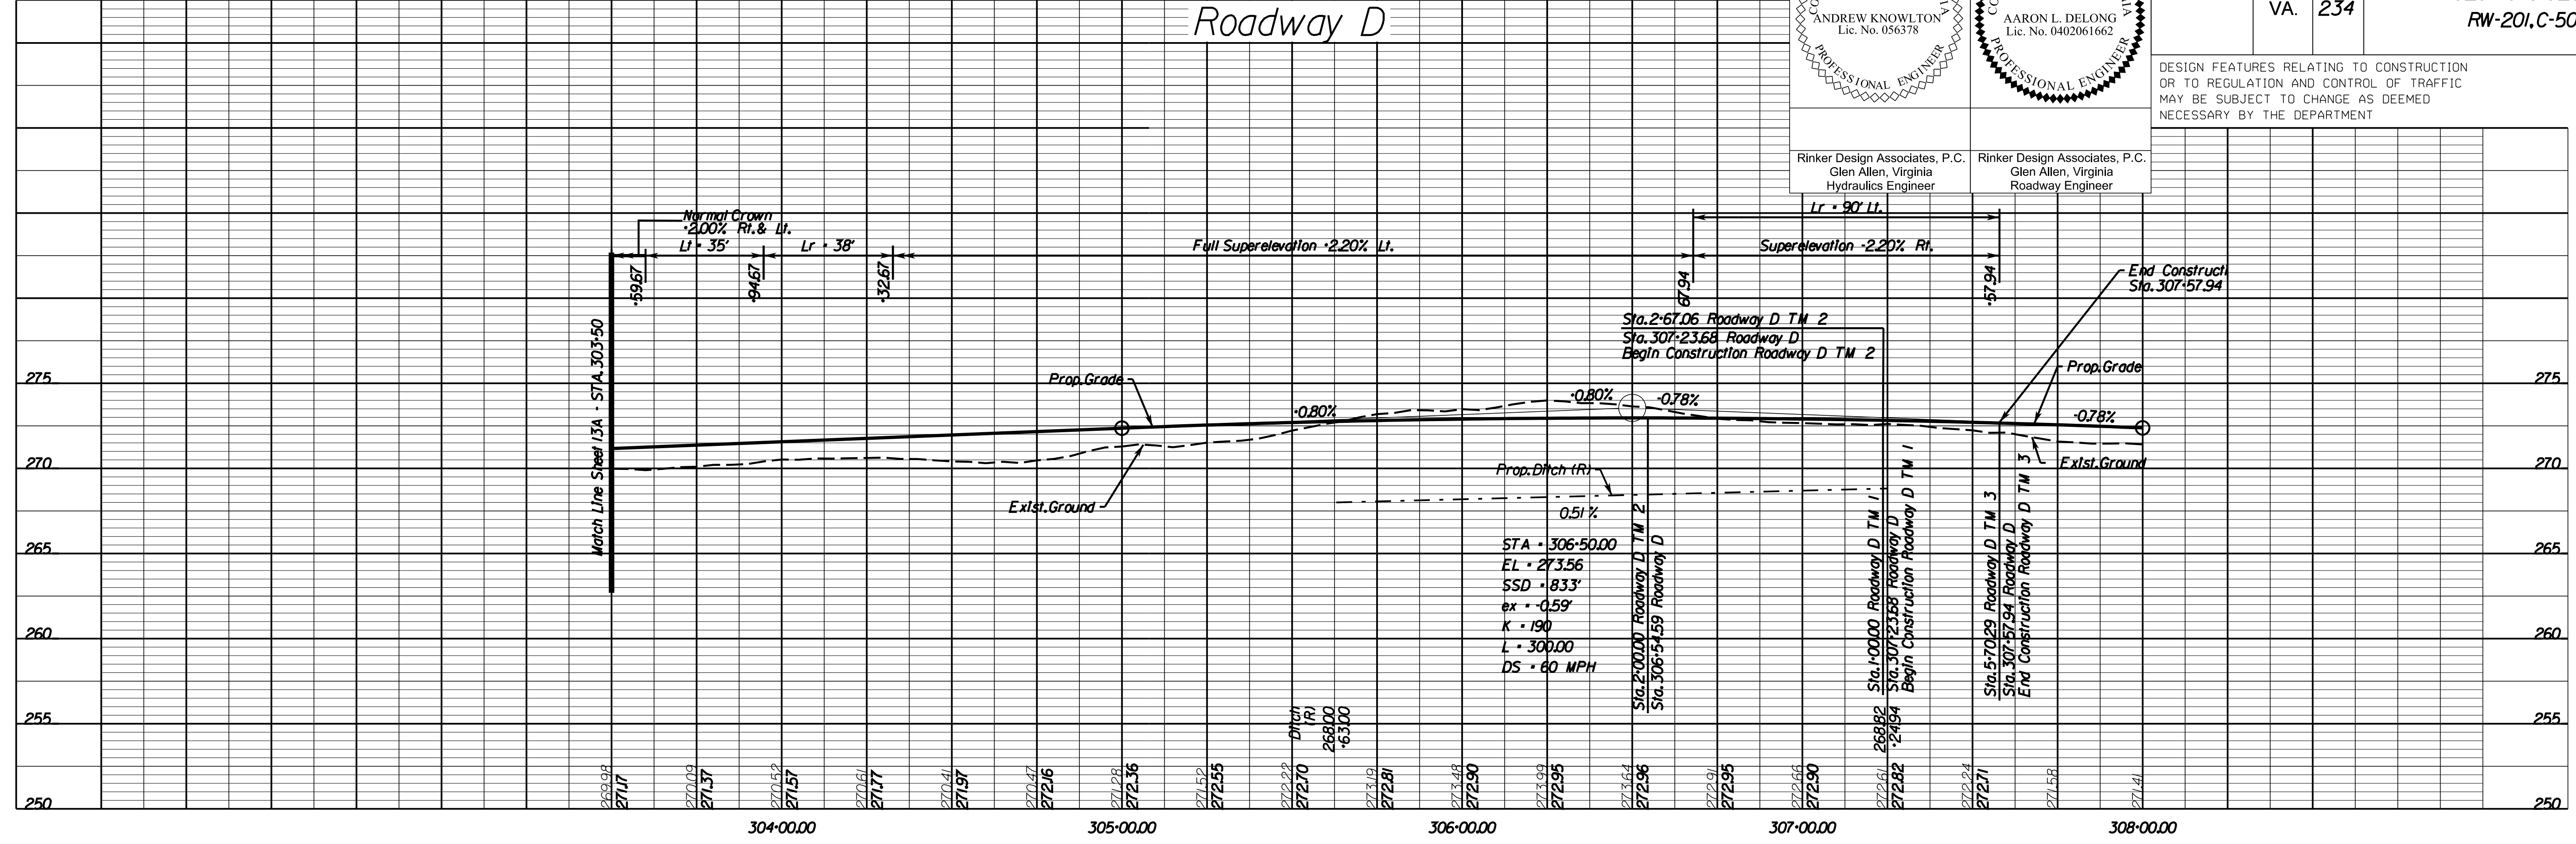 Roadway D
ANDREW KNOWLTON
Lic. No. 056378
PROFESSIONAL ENGINEER
AARON L. DELONG
Lic. No. 0402061662
PROFESSIONAL ENGINEER
VA. 234
RW-201, C-50
DESIGN FEATURES RELATING TO CONSTRUCTION
OR TO REGULATION AND CONTROL OF TRAFFIC
MAY BE SUBJECT TO CHANGE AS DEEMED
NECESSARY BY THE DEPARTMENT
Rinker Design Associates, P.C.
Glen Allen, Virginia
Hydraulics Engineer
Rinker Design Associates, P.C.
Glen Allen, Virginia
Roadway Engineer
Normal Crown
-2.00% Rt. & Lt.
Lt = 35'
Lr = 38'
Full Superelevation +2.20% Lt.
Lr = 90' Lt.
Superelevation -2.20% Rt.
+59.67
+94.67
+32.67
67.94
+57.94
End Constructi
Sta. 307+57.94
Match Line Sheet 13A - STA. 303+50
Sta. 2+67.06 Roadway D TM 2
Sta. 307+23.68 Roadway D
Begin Construction Roadway D TM 2
Prop. Grade
+0.80%
+0.80%
-0.78%
Prop. Grade
-0.78%
Exist. Ground
Exist. Ground
Prop. Ditch (R)
0.51 %
STA = 306+50.00
EL = 273.56
SSD = 833'
ex = -0.59'
K = 190
L = 300.00
DS = 60 MPH
Sta. 2+00.00 Roadway D TM 2
Sta. 306+54.59 Roadway D
Sta. 1+00.00 Roadway D TM 1
Sta. 307+23.68 Roadway D
Begin Construction Roadway D TM 1
Sta. 5+70.29 Roadway D TM 3
Sta. 307+57.94 Roadway D
End Construction Roadway D TM 3
Ditch
(R)
268.00
+63.00
268.82
+24.94
275 275
270 270
265 265
260 260
255 255
250 250
269.98 271.17
270.09 271.37
270.52 271.57
270.61 271.77
270.41 271.97
270.47 272.16
271.28 272.36
271.52 272.55
272.22 272.70
273.19 272.81
273.48 272.90
273.99 272.95
273.64 272.96
272.91 272.95
272.66 272.90
272.61 272.82
272.24 272.71
271.58
271.41
304+00.00 305+00.00 306+00.00 307+00.00 308+00.00